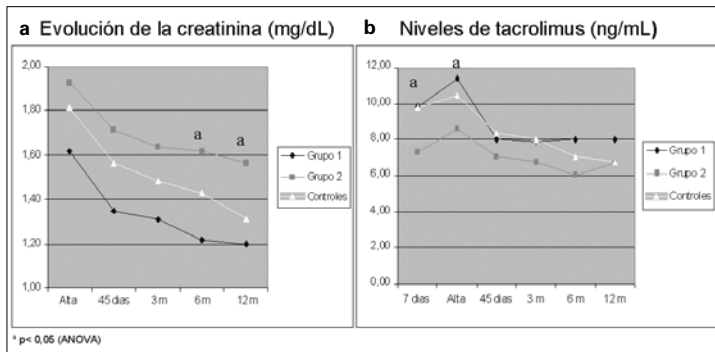 a Evolución de la creatinina (mg/dL)
2,00
1,80
1,60
1,40
1,20
1,00
a
a
Alta
45 dias
3 m
6 m
12 m
Grupo 1
Grupo 2
Controles
b Niveles de tacrolimus (ng/mL)
12,00
10,00
8,00
6,00
4,00
2,00
0,00
a
a
7 dias
Alta
45 dias
3 m
6 m
12 m
Grupo 1
Grupo 2
Controles
a p< 0,05 (ANOVA)